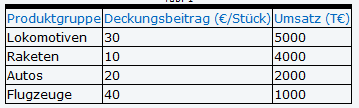 Produktgruppe Deckungsbeitrag (€/Stück) Umsatz (T€)
Lokomotiven 30 5000
Raketen 10 4000
Autos 20 2000
Flugzeuge 40 1000